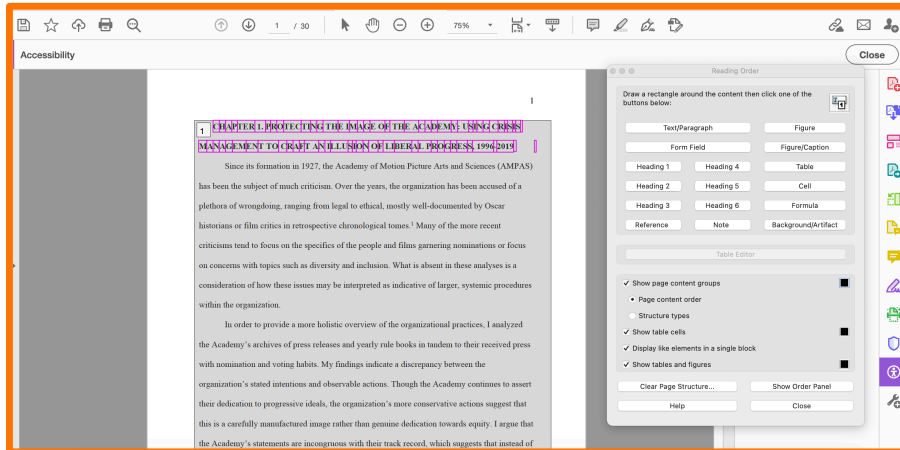 1 / 30
75%
Accessibility
Close
I
1
CHAPTER I. PROTECTING THE IMAGE OF THE ACADEMY: USING CRISIS
MANAGEMENT TO CRAFT AN ILLUSION OF LIBERAL PROGRESS, 1996-2019
Since its formation in 1927, the Academy of Motion Picture Arts and Sciences (AMPAS)
has been the subject of much criticism. Over the years, the organization has been accused of a
plethora of wrongdoing, ranging from legal to ethical, mostly well-documented by Oscar
historians or film critics in retrospective chronological tomes.1 Many of the more recent
criticisms tend to focus on the specifics of the people and films garnering nominations or focus
on concerns with topics such as diversity and inclusion. What is absent in these analyses is a
consideration of how these issues may be interpreted as indicative of larger, systemic procedures
within the organization.
In order to provide a more holistic overview of the organizational practices, I analyzed
the Academy's archives of press releases and yearly rule books in tandem to their received press
with nomination and voting habits. My findings indicate a discrepancy between the
organization's stated intentions and observable actions. Though the Academy continues to assert
their dedication to progressive ideals, the organization's more conservative actions suggest that
this is a carefully manufactured image rather than genuine dedication towards equity. I argue that
the Academy's statements are incongruous with their track record, which suggests that instead of
Reading Order
Draw a rectangle around the content then click one of the
buttons below:
Text/Paragraph Figure
Form Field Figure/Caption
Heading 1 Heading 4 Table
Heading 2 Heading 5 Cell
Heading 3 Heading 6 Formula
Reference Note Background/Artifact
Table Editor
Show page content groups
Page content order
Structure types
Show table cells
Display like elements in a single block
Show tables and figures
Clear Page Structure... Show Order Panel
Help Close